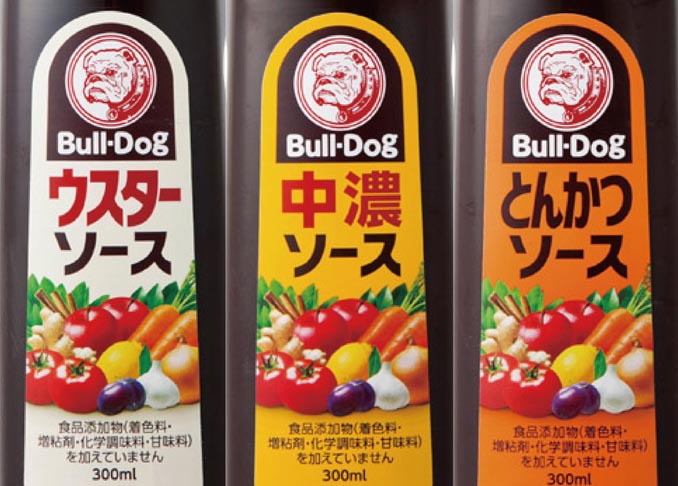 Bull-Dog
ウスター
ソース
食品添加物(着色料・
増粘剤・化学調味料・甘味料)
を加えていません
300ml
Bull-Dog
中濃
ソース
食品添加物(着色料・
増粘剤・化学調味料・甘味料)
を加えていません
300ml
Bull-Dog
とんかつ
ソース
食品添加物(着色料・
増粘剤・化学調味料・甘味料)
を加えていません
300ml